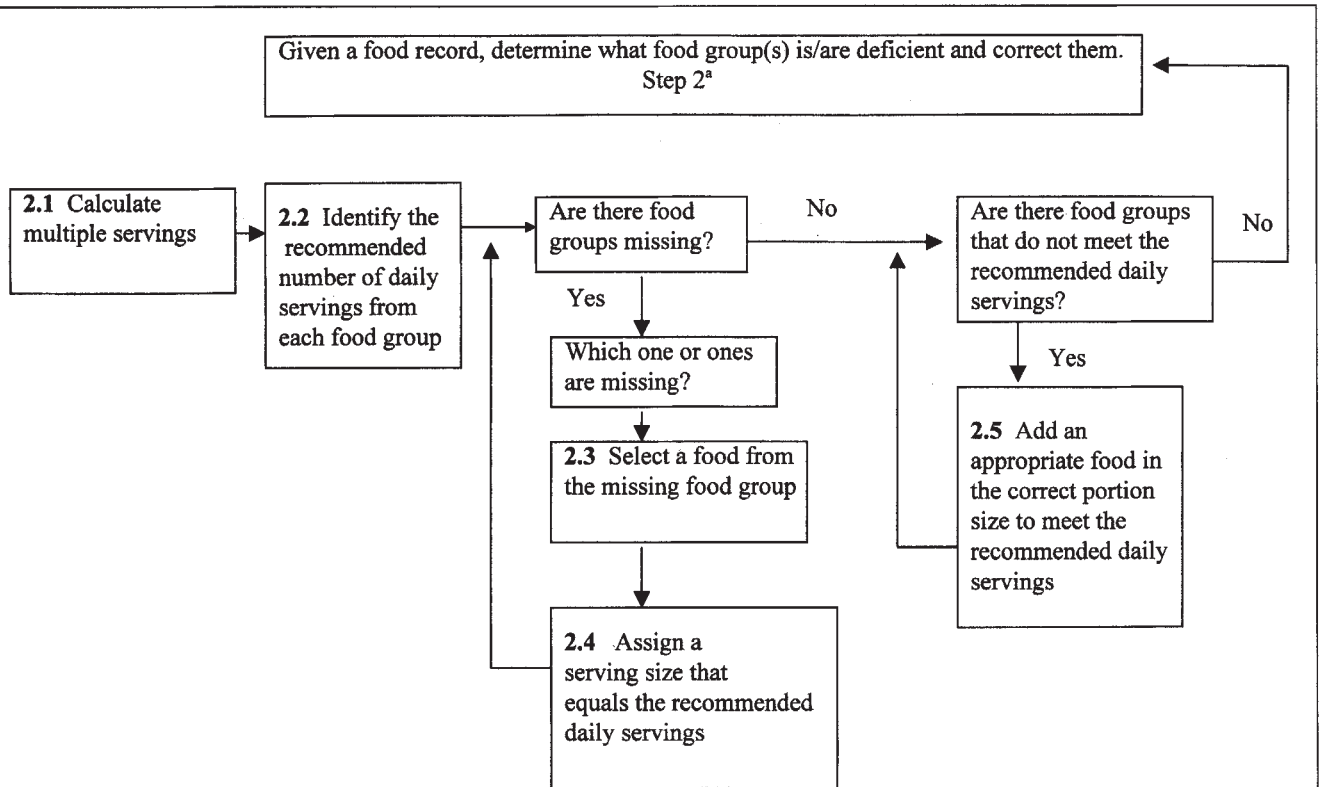 Given a food record, determine what food group(s) is/are deficient and correct them.
Step 2ᵃ
2.1 Calculate
multiple servings
2.2 Identify the
recommended
number of daily
servings from
each food group
Are there food
groups missing?
No
Yes
Which one or ones
are missing?
2.3 Select a food from
the missing food group
2.4 Assign a
serving size that
equals the recommended
daily servings
Are there food groups
that do not meet the
recommended daily
servings?
No
Yes
2.5 Add an
appropriate food in
the correct portion
size to meet the
recommended daily
servings